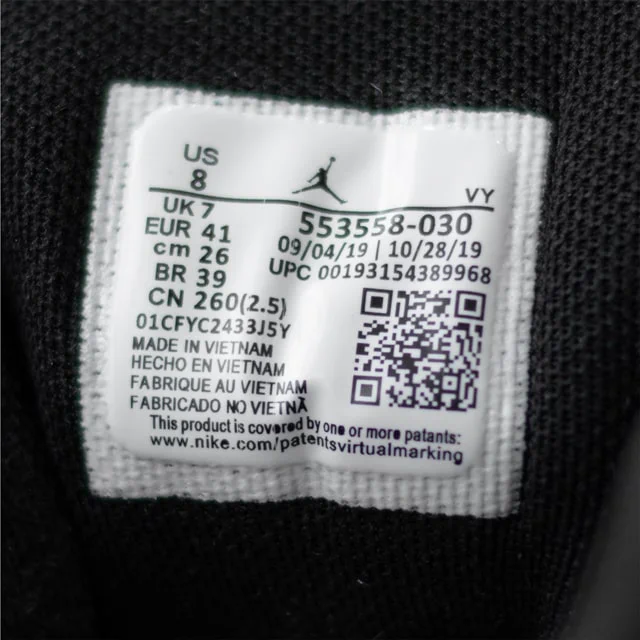 US
8
VY
UK 7
EUR 41
cm 26
BR 39
CN 260(2.5)
553558-030
09/04/19 | 10/28/19
UPC 00193154389968
01CFYC2433J5Y
MADE IN VIETNAM
HECHO EN VIETNAM
FABRIQUE AU VIETNAM
FABRICADO NO VIETNÃ
This product is covered by one or more patents:
www.nike.com/patentsvirtualmarking